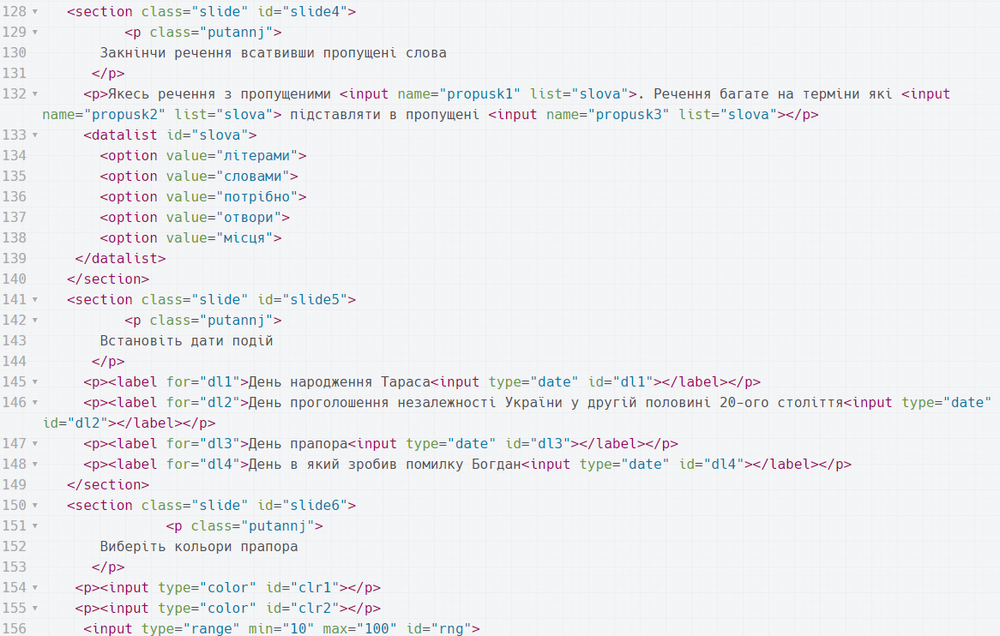 128 <section class="slide" id="slide4">
129 <p class="putannj">
130 Закінчи речення всатвивши пропущені слова
131 </p>
132 <p>Якесь речення з пропущеними <input name="propusk1" list="slova">. Речення багате на терміни які <input
name="propusk2" list="slova"> підставляти в пропущені <input name="propusk3" list="slova"></p>
133 <datalist id="slova">
134 <option value="літерами">
135 <option value="словами">
136 <option value="потрібно">
137 <option value="отвори">
138 <option value="місця">
139 </datalist>
140 </section>
141 <section class="slide" id="slide5">
142 <p class="putannj">
143 Встановіть дати подій
144 </p>
145 <p><label for="dl1">День народження Тараса<input type="date" id="dl1"></label></p>
146 <p><label for="dl2">День проголошення незалежності України у другій половині 20-ого століття<input type="date"
id="dl2"></label></p>
147 <p><label for="dl3">День прапора<input type="date" id="dl3"></label></p>
148 <p><label for="dl4">День в який зробив помилку Богдан<input type="date" id="dl4"></label></p>
149 </section>
150 <section class="slide" id="slide6">
151 <p class="putannj">
152 Виберіть кольори прапора
153 </p>
154 <p><input type="color" id="clr1"></p>
155 <p><input type="color" id="clr2"></p>
156 <input type="range" min="10" max="100" id="rng">